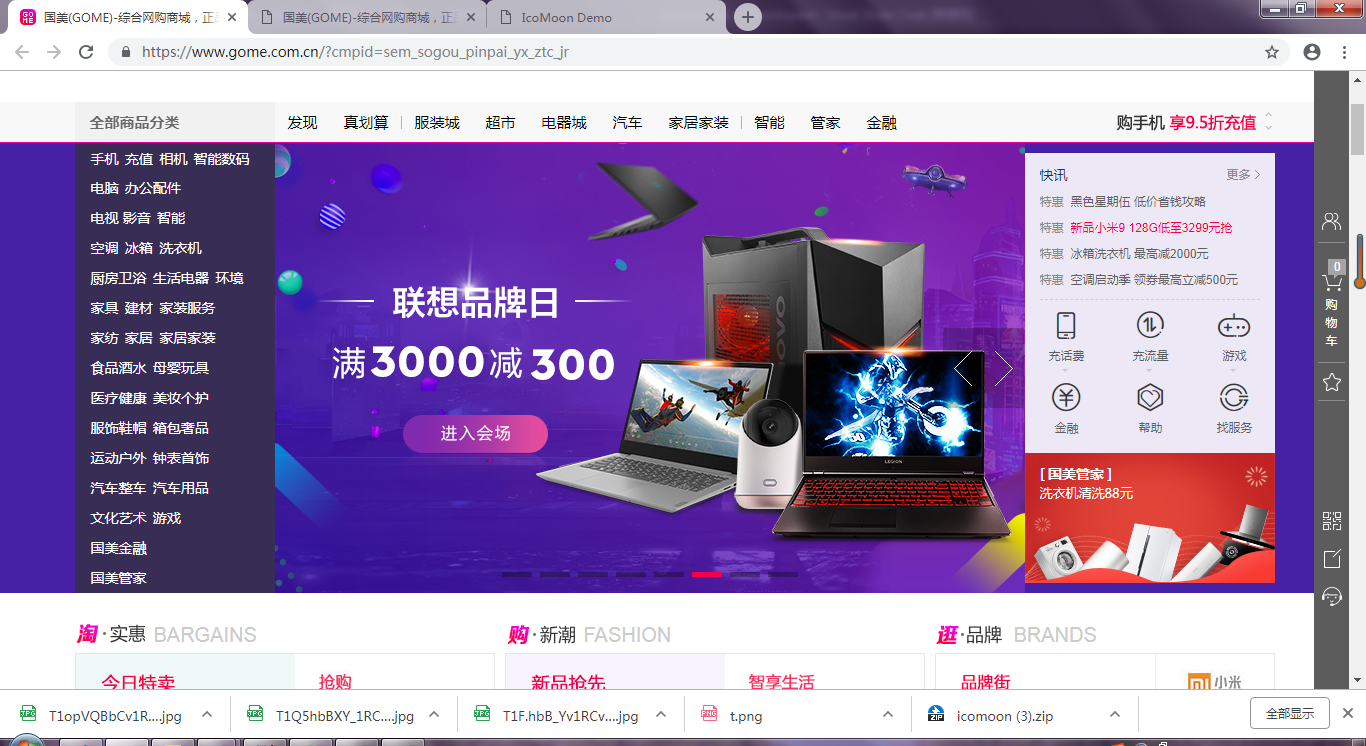 国美(GOME)-综合网购商城，正品
国美(GOME)-综合网购商城，正品
IcoMoon Demo
https://www.gome.com.cn/?cmpid=sem_sogou_pinpai_yx_ztc_jr
全部商品分类 发现 真划算 服装城 超市 电器城 汽车 家居家装 智能 管家 金融 购手机 享9.5折充值
手机 充值 相机 智能数码
电脑 办公配件
电视 影音 智能
空调 冰箱 洗衣机
厨房卫浴 生活电器 环境
家具 建材 家装服务
家纺 家居 家居家装
食品酒水 母婴玩具
医疗健康 美妆个护
服饰鞋帽 箱包奢品
运动户外 钟表首饰
汽车整车 汽车用品
文化艺术 游戏
国美金融
国美管家
联想品牌日
满3000减300
进入会场
LEGION
快讯 更多
特惠 黑色星期伍 低价省钱攻略
特惠 新品小米9 128G低至3299元抢
特惠 冰箱洗衣机 最高减2000元
特惠 空调启动季 领券最高立减500元
充话费 充流量 游戏
金融 帮助 找服务
[ 国美管家 ]
洗衣机清洗88元
0
购
物
车
淘·实惠 BARGAINS
购·新潮 FASHION
逛·品牌 BRANDS
今日特卖 抢购
新品抢先 智享生活
品牌街 小米
T1opVQBbCv1R....jpg
T1Q5hbBXY_1RC....jpg
T1F.hbB_Yv1RCv....jpg
t.png
icomoon (3).zip
全部显示